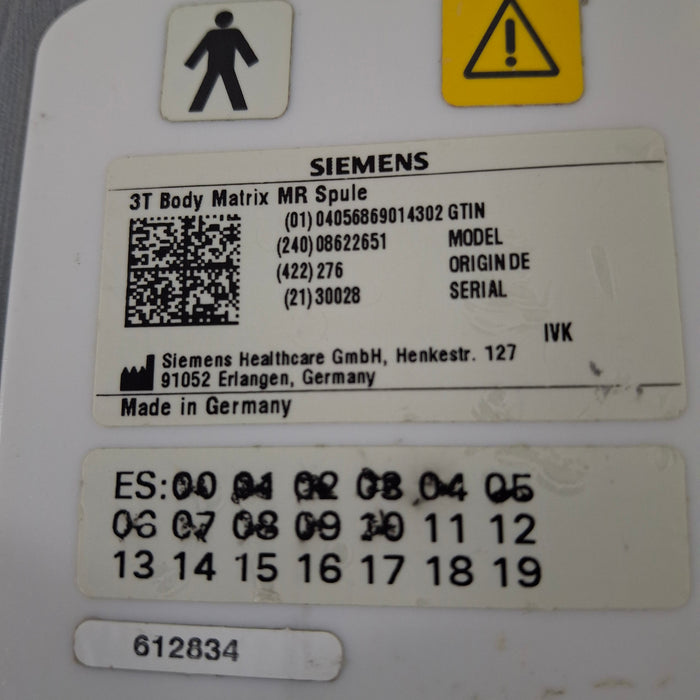 SIEMENS
3T Body Matrix MR Spule
(01) 04056869014302 GTIN
(240) 08622651 MODEL
(422) 276 ORIGIN DE
(21) 30028 SERIAL
IVK
Siemens Healthcare GmbH, Henkestr. 127
91052 Erlangen, Germany
Made in Germany
ES: 00 01 02 03 04 05
06 07 08 09 10 11 12
13 14 15 16 17 18 19
612834